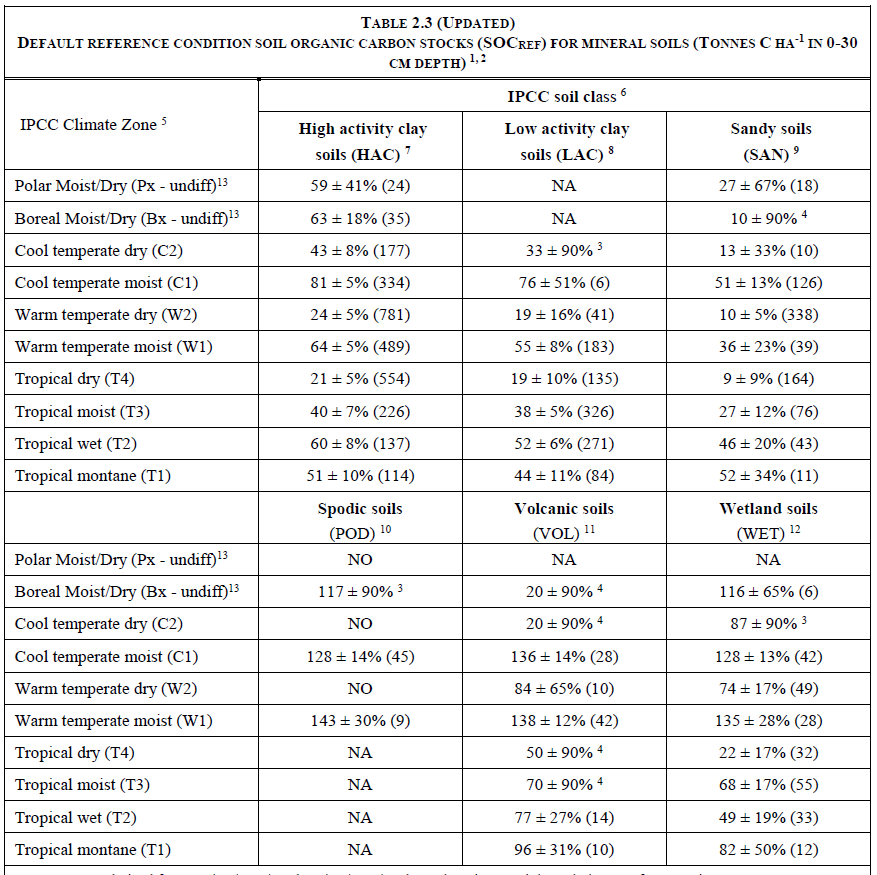 TABLE 2.3 (UPDATED)
DEFAULT REFERENCE CONDITION SOIL ORGANIC CARBON STOCKS (SOCREF) FOR MINERAL SOILS (TONNES C HA-1 IN 0-30
CM DEPTH) 1, 2
IPCC Climate Zone 5
IPCC soil class 6
High activity clay
soils (HAC) 7
Low activity clay
soils (LAC) 8
Sandy soils
(SAN) 9
Polar Moist/Dry (Px - undiff)13 59 ± 41% (24) NA 27 ± 67% (18)
Boreal Moist/Dry (Bx - undiff)13 63 ± 18% (35) NA 10 ± 90% 4
Cool temperate dry (C2) 43 ± 8% (177) 33 ± 90% 3 13 ± 33% (10)
Cool temperate moist (C1) 81 ± 5% (334) 76 ± 51% (6) 51 ± 13% (126)
Warm temperate dry (W2) 24 ± 5% (781) 19 ± 16% (41) 10 ± 5% (338)
Warm temperate moist (W1) 64 ± 5% (489) 55 ± 8% (183) 36 ± 23% (39)
Tropical dry (T4) 21 ± 5% (554) 19 ± 10% (135) 9 ± 9% (164)
Tropical moist (T3) 40 ± 7% (226) 38 ± 5% (326) 27 ± 12% (76)
Tropical wet (T2) 60 ± 8% (137) 52 ± 6% (271) 46 ± 20% (43)
Tropical montane (T1) 51 ± 10% (114) 44 ± 11% (84) 52 ± 34% (11)
Spodic soils
(POD) 10
Volcanic soils
(VOL) 11
Wetland soils
(WET) 12
Polar Moist/Dry (Px - undiff)13 NO NA NA
Boreal Moist/Dry (Bx - undiff)13 117 ± 90% 3 20 ± 90% 4 116 ± 65% (6)
Cool temperate dry (C2) NO 20 ± 90% 4 87 ± 90% 3
Cool temperate moist (C1) 128 ± 14% (45) 136 ± 14% (28) 128 ± 13% (42)
Warm temperate dry (W2) NO 84 ± 65% (10) 74 ± 17% (49)
Warm temperate moist (W1) 143 ± 30% (9) 138 ± 12% (42) 135 ± 28% (28)
Tropical dry (T4) NA 50 ± 90% 4 22 ± 17% (32)
Tropical moist (T3) NA 70 ± 90% 4 68 ± 17% (55)
Tropical wet (T2) NA 77 ± 27% (14) 49 ± 19% (33)
Tropical montane (T1) NA 96 ± 31% (10) 82 ± 50% (12)